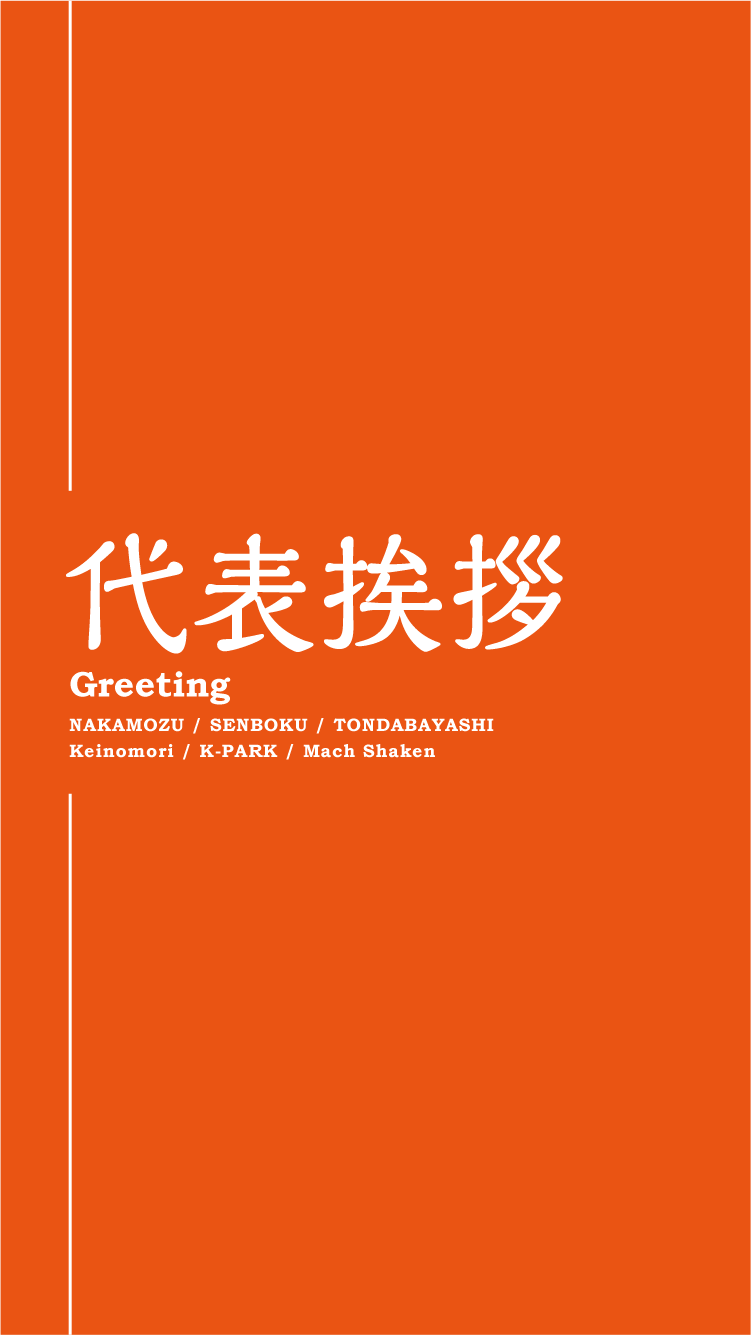 代表挨拶
Greeting
NAKAMOZU / SENBOKU / TONDABAYASHI
Keinomori / K-PARK / Mach Shaken